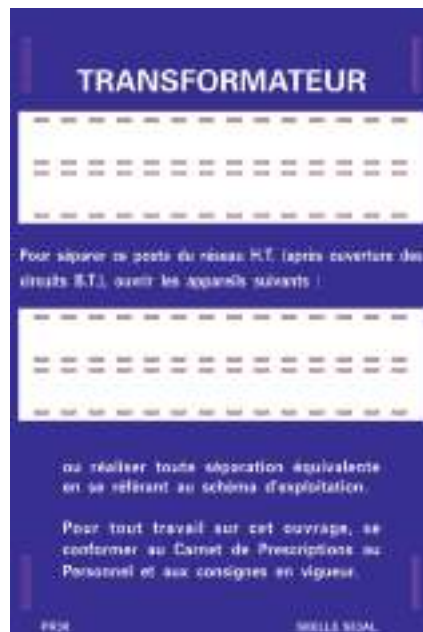 TRANSFORMATEUR
Pour séparer ce poste du réseau H.T. (après ouverture des
circuits B.T.), ouvrir les appareils suivants :
ou réaliser toute séparation équivalente
en se référant au schéma d'exploitation.
Pour tout travail sur cet ouvrage, se
conformer au Carnet de Prescriptions au
Personnel et aux consignes en vigueur.